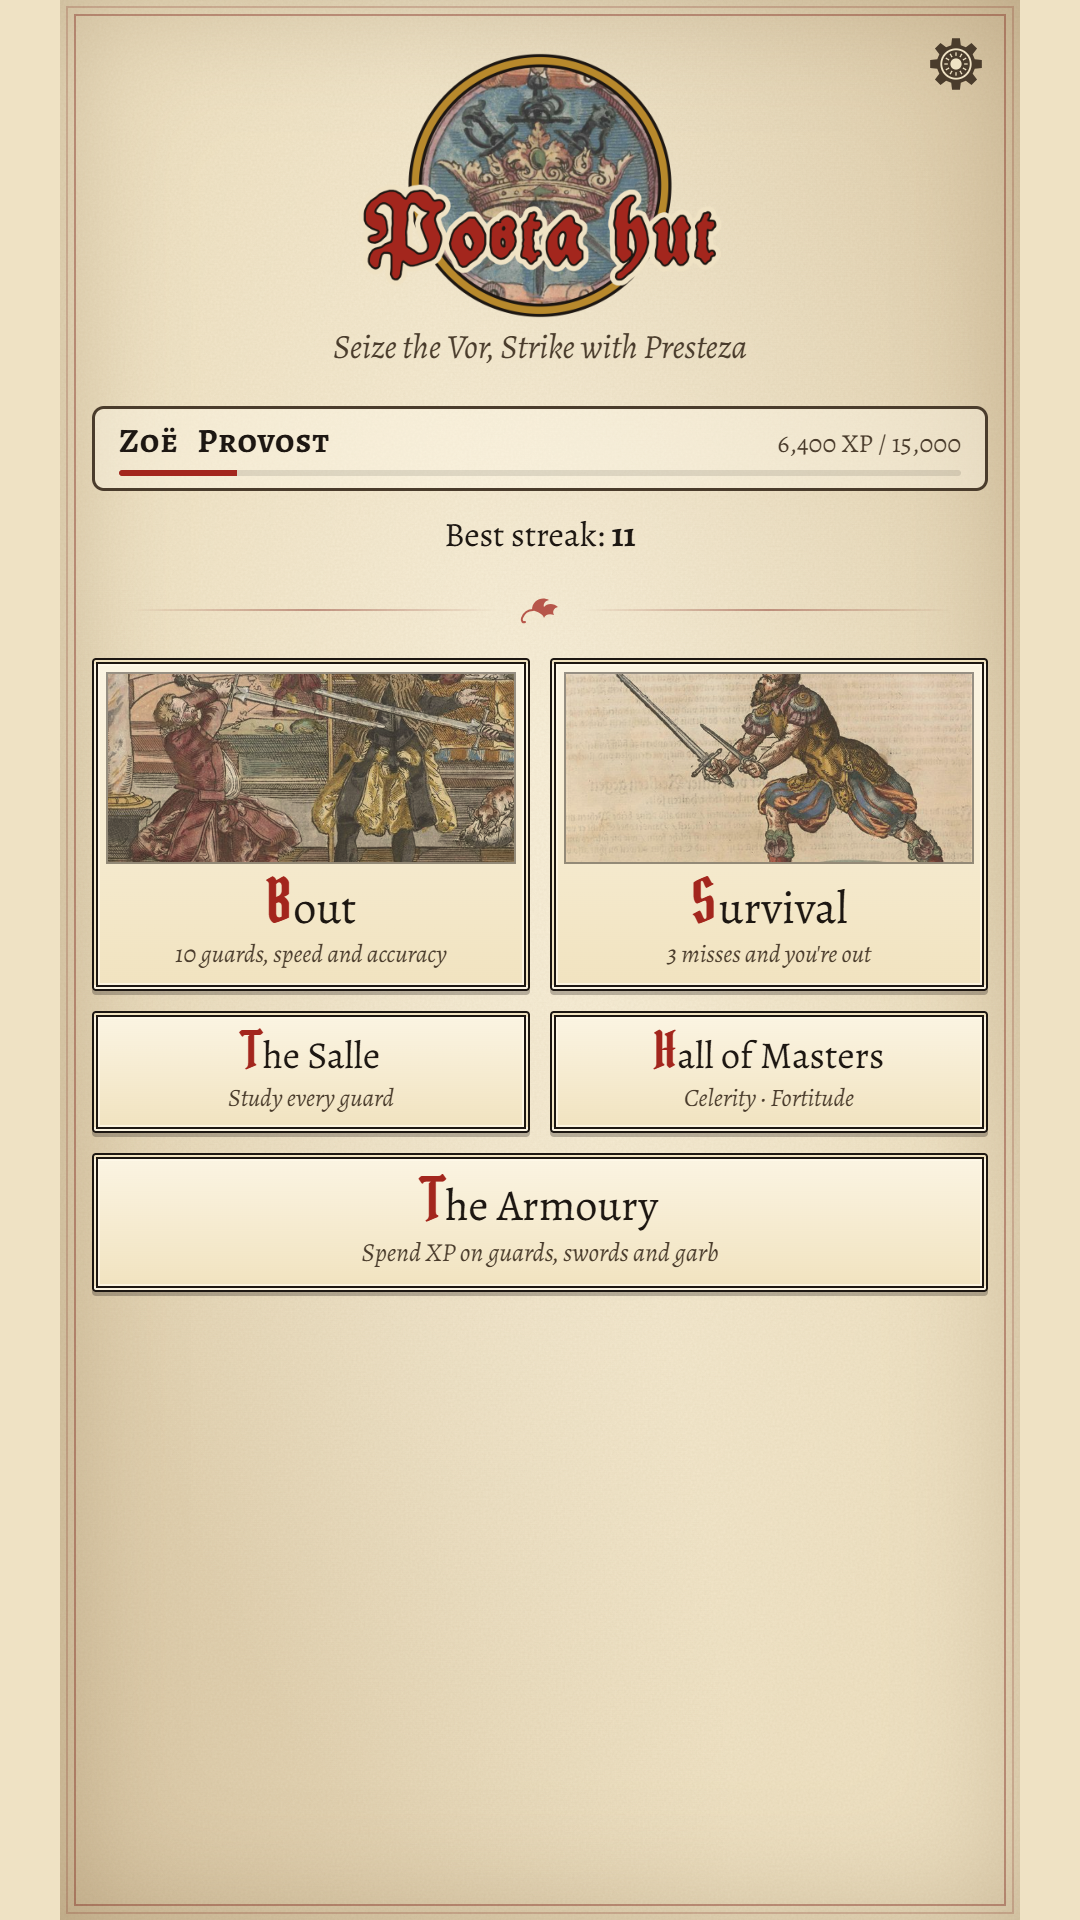 Posta hut
Seize the Vor, Strike with Presteza
Zoë Provost 6,400 XP / 15,000
Best streak: 11
Bout
10 guards, speed and accuracy
Survival
3 misses and you're out
The Salle
Study every guard
Hall of Masters
Celerity · Fortitude
The Armoury
Spend XP on guards, swords and garb